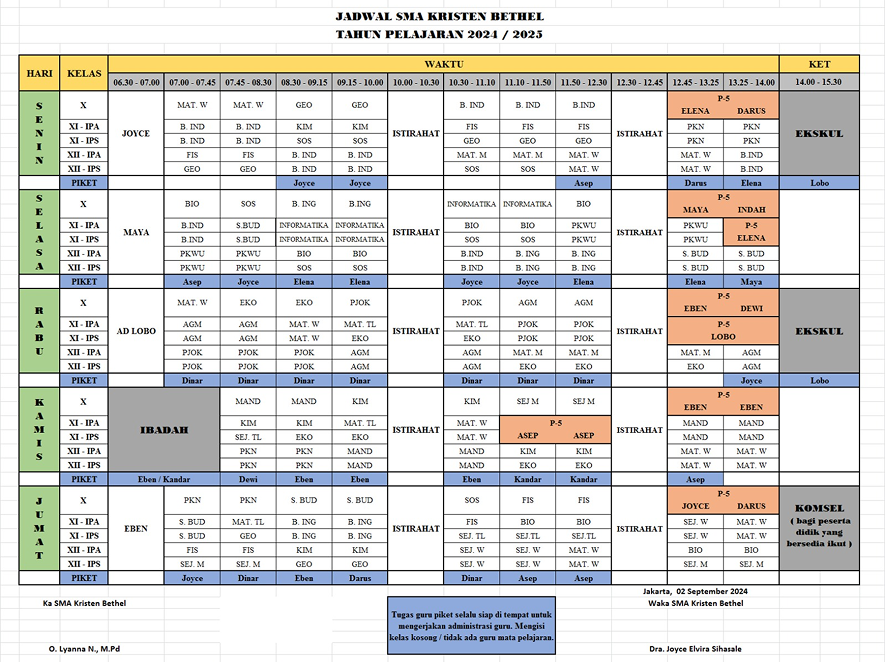 JADWAL SMA KRISTEN BETHEL
TAHUN PELAJARAN 2024 / 2025
HARI KELAS WAKTU KET
06.30 - 07.00 07.00 - 07.45 07.45 - 08.30 08.30 - 09.15 09.15 - 10.00 10.00 - 10.30 10.30 - 11.10 11.10 - 11.50 11.50 - 12.30 12.30 - 12.45 12.45 - 13.25 13.25 - 14.00 14.00 - 15.30
SENIN
X JOYCE MAT. W MAT. W GEO GEO ISTIRAHAT B. IND B. IND B.IND ISTIRAHAT P-5 ELENA DARUS EKSKUL
XI - IPA B. IND B. IND KIM KIM FIS FIS FIS PKN PKN
XI - IPS B. IND B. IND SOS SOS GEO GEO GEO PKN PKN
XII - IPA FIS FIS B. IND B. IND MAT. M MAT. M MAT. W MAT. W B.IND
XII - IPS GEO GEO B. IND B. IND SOS SOS MAT. W MAT. W B.IND
PIKET Joyce Joyce Asep Darus Elena Lobo
SELASA
X MAYA BIO SOS B. ING B.ING ISTIRAHAT INFORMATIKA INFORMATIKA BIO ISTIRAHAT P-5 MAYA INDAH
XI - IPA B.IND S.BUD INFORMATIKA INFORMATIKA BIO BIO PKWU PKWU P-5
XI - IPS B.IND S.BUD INFORMATIKA INFORMATIKA SOS SOS PKWU PKWU ELENA
XII - IPA PKWU PKWU BIO BIO B.IND B. ING B. ING S. BUD S. BUD
XII - IPS PKWU PKWU SOS SOS B.IND B. ING B. ING S. BUD S. BUD
PIKET Asep Joyce Elena Elena Joyce Joyce Elena Elena Maya
RABU
X AD LOBO MAT. W EKO EKO PJOK ISTIRAHAT PJOK AGM AGM ISTIRAHAT P-5 EBEN DEWI EKSKUL
XI - IPA AGM AGM MAT. W MAT. TL MAT. TL PJOK PJOK P-5
XI - IPS AGM AGM MAT. W EKO EKO PJOK PJOK LOBO
XII - IPA PJOK PJOK PJOK AGM AGM MAT. M MAT. M MAT. M AGM
XII - IPS PJOK PJOK PJOK AGM AGM EKO EKO EKO AGM
PIKET Dinar Dinar Dinar Dinar Dinar Dinar Dinar Joyce Lobo
KAMIS
X IBADAH MAND MAND KIM ISTIRAHAT KIM SEJ M SEJ M ISTIRAHAT P-5 EBEN EBEN
XI - IPA KIM KIM MAT. TL MAT. W P-5 MAND MAND
XI - IPS SEJ. TL EKO EKO MAT. W ASEP ASEP MAND MAND
XII - IPA PKN PKN MAND MAND KIM KIM MAT. W MAT. W
XII - IPS PKN PKN MAND MAND EKO EKO MAT. W MAT. W
PIKET Eben / Kandar Dewi Eben Eben Eben Kandar Kandar Asep
JUMAT
X EBEN PKN PKN S. BUD S. BUD ISTIRAHAT SOS FIS FIS ISTIRAHAT P-5 JOYCE DARUS KOMSEL
XI - IPA S. BUD MAT. TL B. ING B. ING FIS BIO BIO SEJ. W MAT. W ( bagi peserta
XI - IPS S. BUD GEO B. ING B. ING SEJ. TL SEJ.TL SEJ. TL SEJ. W MAT. W didik yang
XII - IPA FIS FIS KIM KIM SEJ. W SEJ. W MAT. W BIO BIO bersedia ikut )
XII - IPS SEJ. M SEJ. M GEO GEO SEJ. W SEJ. W MAT. W SEJ. M SEJ. M
PIKET Joyce Dinar Eben Darus Dinar Asep Asep
Jakarta, 02 September 2024
Ka SMA Kristen Bethel Waka SMA Kristen Bethel
Tugas guru piket selalu siap di tempat untuk
mengerjakan administrasi guru. Mengisi
kelas kosong / tidak ada guru mata pelajaran.
O. Lyanna N., M.Pd Dra. Joyce Elvira Sihasale